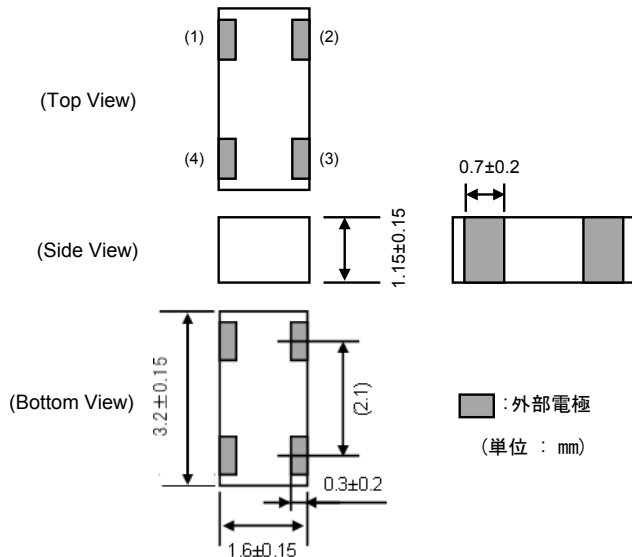 (1)
(2)
(Top View)
(4)
(3)
0.7±0.2
(Side View)
1.15±0.15
(Bottom View)
3.2±0.15
(2.1)
:外部電極
(単位 : mm)
0.3±0.2
1.6±0.15